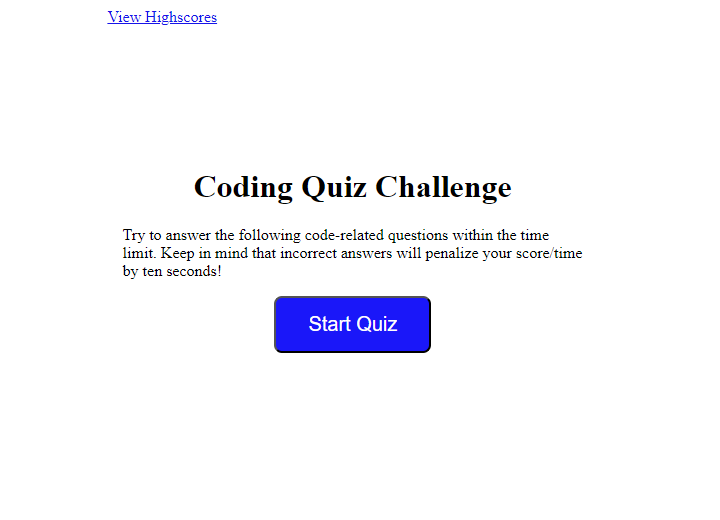 View Highscores
Coding Quiz Challenge
Try to answer the following code-related questions within the time
limit. Keep in mind that incorrect answers will penalize your score/time
by ten seconds!
Start Quiz